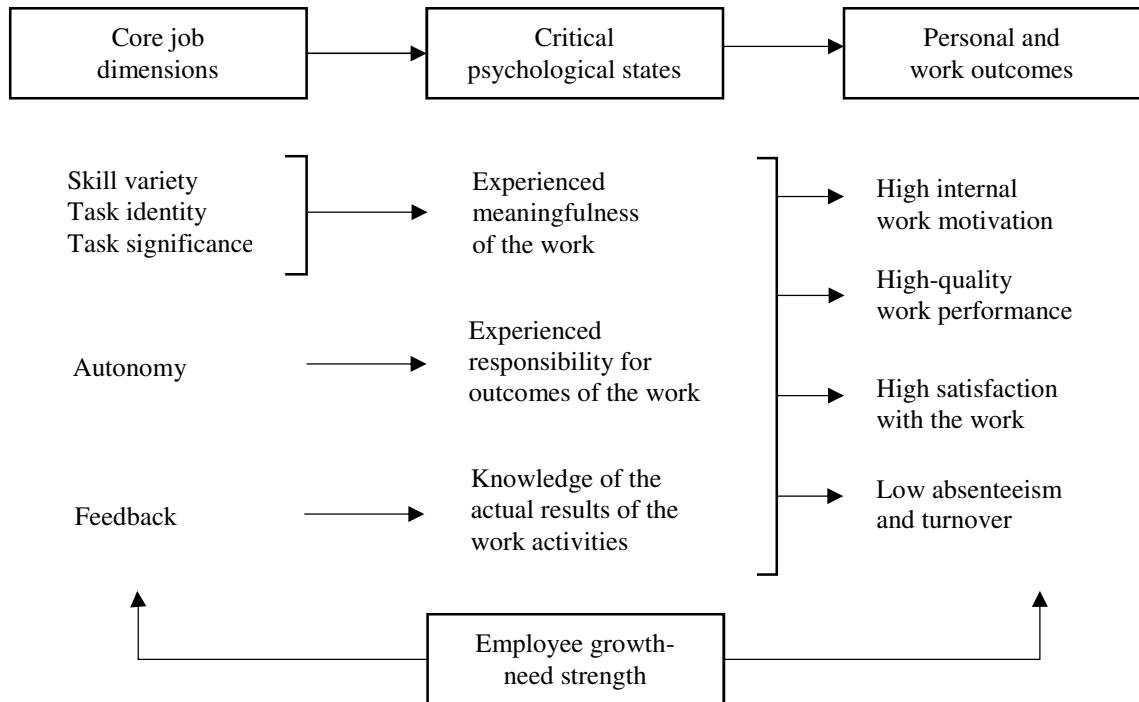 Core job
dimensions
Critical
psychological states
Personal and
work outcomes
Skill variety
Task identity
Task significance
Experienced
meaningfulness
of the work
High internal
work motivation
High-quality
work performance
Autonomy
Experienced
responsibility for
outcomes of the work
High satisfaction
with the work
Feedback
Knowledge of the
actual results of the
work activities
Low absenteeism
and turnover
Employee growth-
need strength